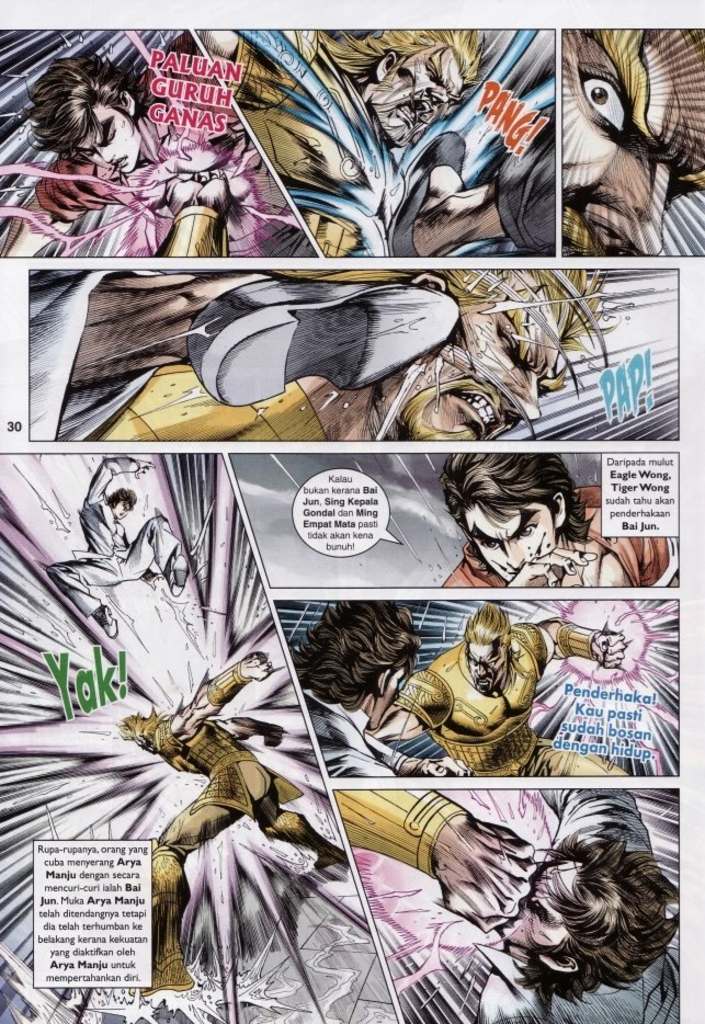 PALUAN
GURUH
GANAS
PANG!
PAP!
30
Kalau
bukan kerana Bai
Jun, Sing Kepala
Gondal dan Ming
Empat Mata pasti
tidak akan kena
bunuh!
Daripada mulut
Eagle Wong,
Tiger Wong
sudah tahu akan
penderhakaan
Bai Jun.
Yak!
Penderhaka!
Kau pasti
sudah bosan
dengan hidup.
Rupa-rupanya, orang yang
cuba menyerang Arya
Manju dengan secara
mencuri-curi ialah Bai
Jun. Muka Arya Manju
telah ditendangnya tetapi
dia telah terhumban ke
belakang kerana kekuatan
yang diaktifkan oleh
Arya Manju untuk
mempertahankan diri.